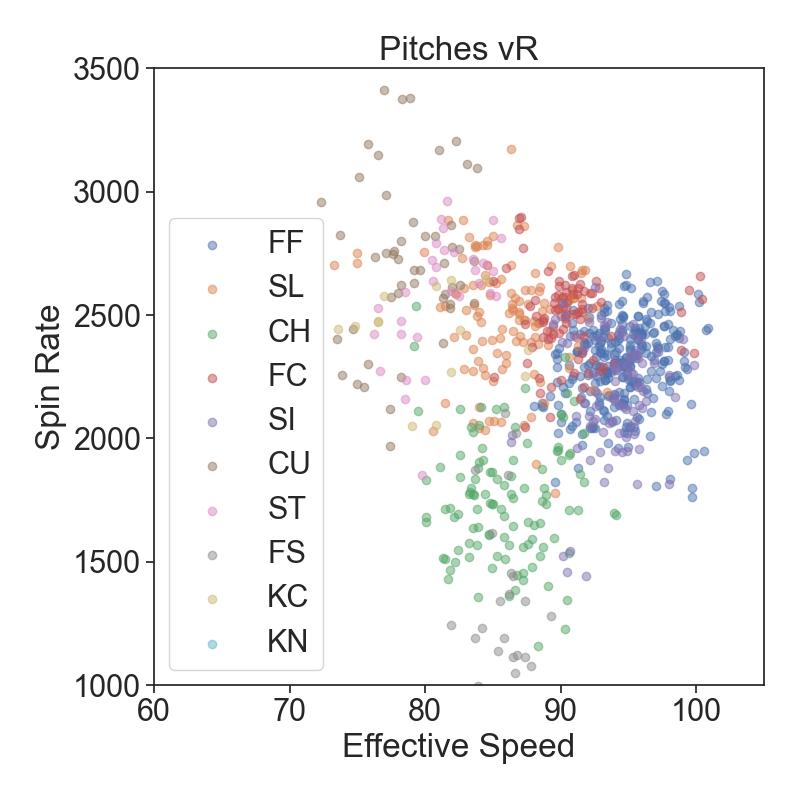 Pitches vR
3500
3000
2500
2000
1500
1000
Spin Rate
FF
SL
CH
FC
SI
CU
ST
FS
KC
KN
60 70 80 90 100
Effective Speed